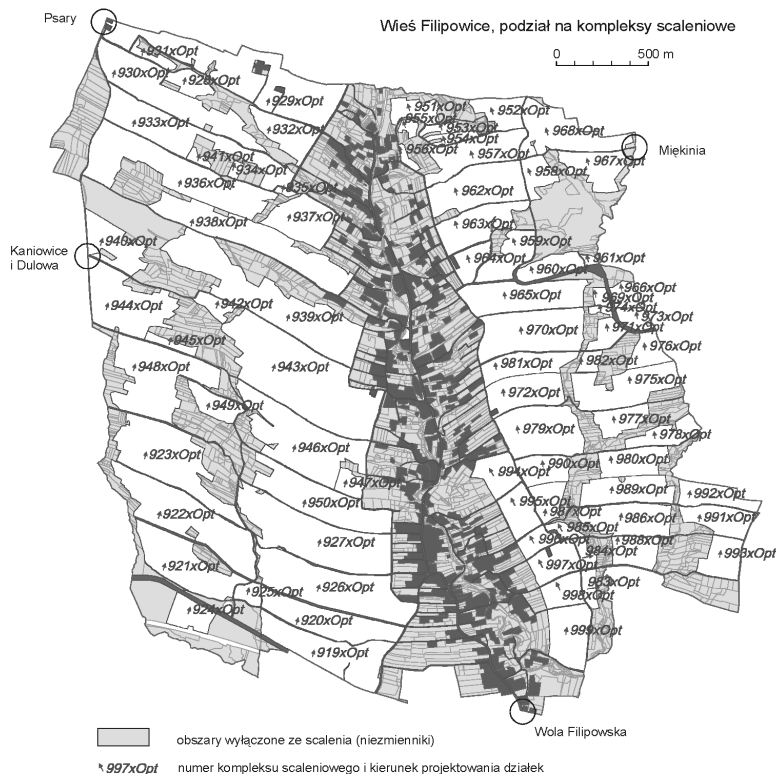 Psary
Wieś Filipowice, podział na kompleksy scaleniowe
0 500 m
931xOpt
930xOpt
928xOpt
929xOpt
951xOpt
952xOpt
955xOpt
933xOpt
932xOpt
953xOpt
968xOpt
954xOpt
956xOpt
957xOpt
Miękinia
941xOpt
967xOpt
934xOpt
958xOpt
936xOpt
935xOpt
962xOpt
938xOpt
937xOpt
963xOpt
940xOpt
959xOpt
Kaniowice
i Dulowa
964xOpt
961xOpt
960xOpt
966xOpt
965xOpt
969xOpt
944xOpt
942xOpt
974xOpt
939xOpt
973xOpt
970xOpt
971xOpt
945xOpt
976xOpt
948xOpt
943xOpt
981xOpt
982xOpt
975xOpt
972xOpt
949xOpt
977xOpt
979xOpt
978xOpt
946xOpt
923xOpt
990xOpt
980xOpt
994xOpt
947xOpt
989xOpt
992xOpt
950xOpt
995xOpt
922xOpt
987xOpt
986xOpt
991xOpt
985xOpt
927xOpt
996xOpt
988xOpt
984xOpt
993xOpt
921xOpt
997xOpt
983xOpt
926xOpt
925xOpt
998xOpt
924xOpt
920xOpt
999xOpt
919xOpt
Wola Filipowska
obszary wyłączone ze scalenia (niezmienniki)
997xOpt numer kompleksu scaleniowego i kierunek projektowania działek